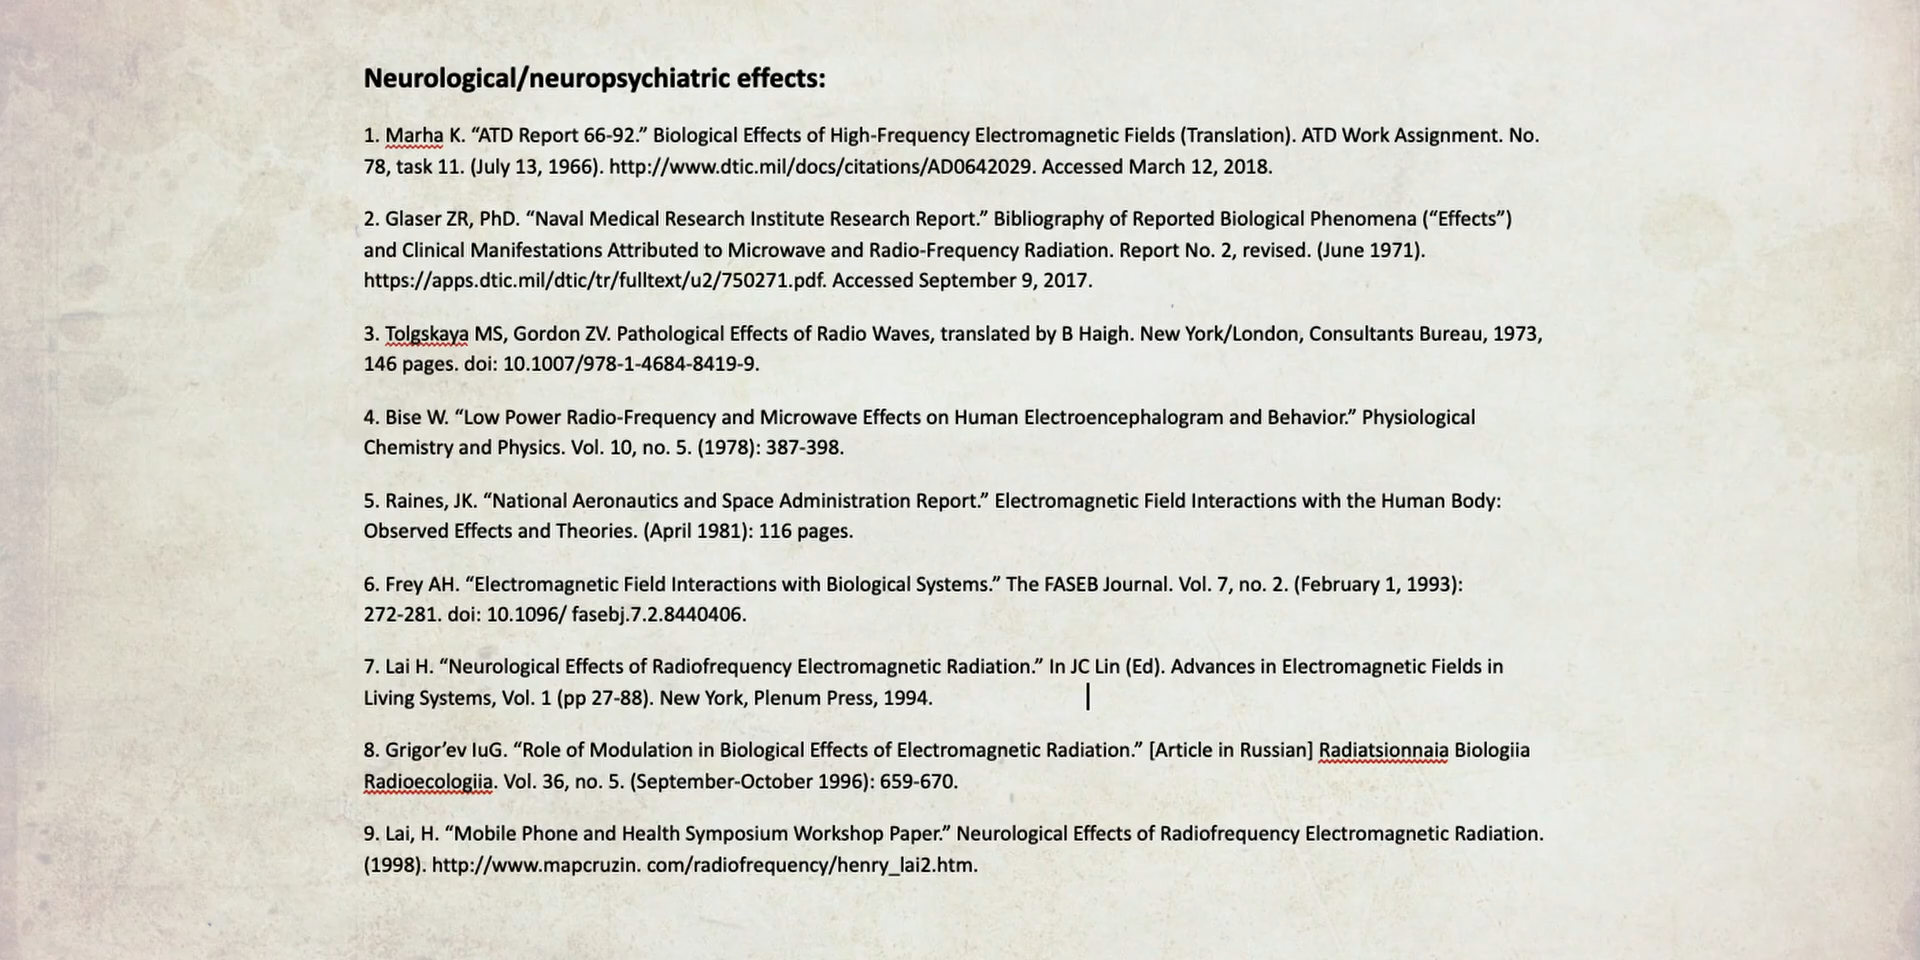 Neurological/neuropsychiatric effects:
1. Marha K. “ATD Report 66-92.” Biological Effects of High-Frequency Electromagnetic Fields (Translation). ATD Work Assignment. No.
78, task 11. (July 13, 1966). http://www.dtic.mil/docs/citations/AD0642029. Accessed March 12, 2018.
2. Glaser ZR, PhD. “Naval Medical Research Institute Research Report.” Bibliography of Reported Biological Phenomena (“Effects”)
and Clinical Manifestations Attributed to Microwave and Radio-Frequency Radiation. Report No. 2, revised. (June 1971).
https://apps.dtic.mil/dtic/tr/fulltext/u2/750271.pdf. Accessed September 9, 2017.
3. Tolgskaya MS, Gordon ZV. Pathological Effects of Radio Waves, translated by B Haigh. New York/London, Consultants Bureau, 1973,
146 pages. doi: 10.1007/978-1-4684-8419-9.
4. Bise W. “Low Power Radio-Frequency and Microwave Effects on Human Electroencephalogram and Behavior.” Physiological
Chemistry and Physics. Vol. 10, no. 5. (1978): 387-398.
5. Raines, JK. “National Aeronautics and Space Administration Report.” Electromagnetic Field Interactions with the Human Body:
Observed Effects and Theories. (April 1981): 116 pages.
6. Frey AH. “Electromagnetic Field Interactions with Biological Systems.” The FASEB Journal. Vol. 7, no. 2. (February 1, 1993):
272-281. doi: 10.1096/ fasebj.7.2.8440406.
7. Lai H. “Neurological Effects of Radiofrequency Electromagnetic Radiation.” In JC Lin (Ed). Advances in Electromagnetic Fields in
Living Systems, Vol. 1 (pp 27-88). New York, Plenum Press, 1994.
8. Grigor’ev IuG. “Role of Modulation in Biological Effects of Electromagnetic Radiation.” [Article in Russian] Radiatsionnaia Biologiia
Radioecologiia. Vol. 36, no. 5. (September-October 1996): 659-670.
9. Lai, H. “Mobile Phone and Health Symposium Workshop Paper.” Neurological Effects of Radiofrequency Electromagnetic Radiation.
(1998). http://www.mapcruzin. com/radiofrequency/henry_lai2.htm.